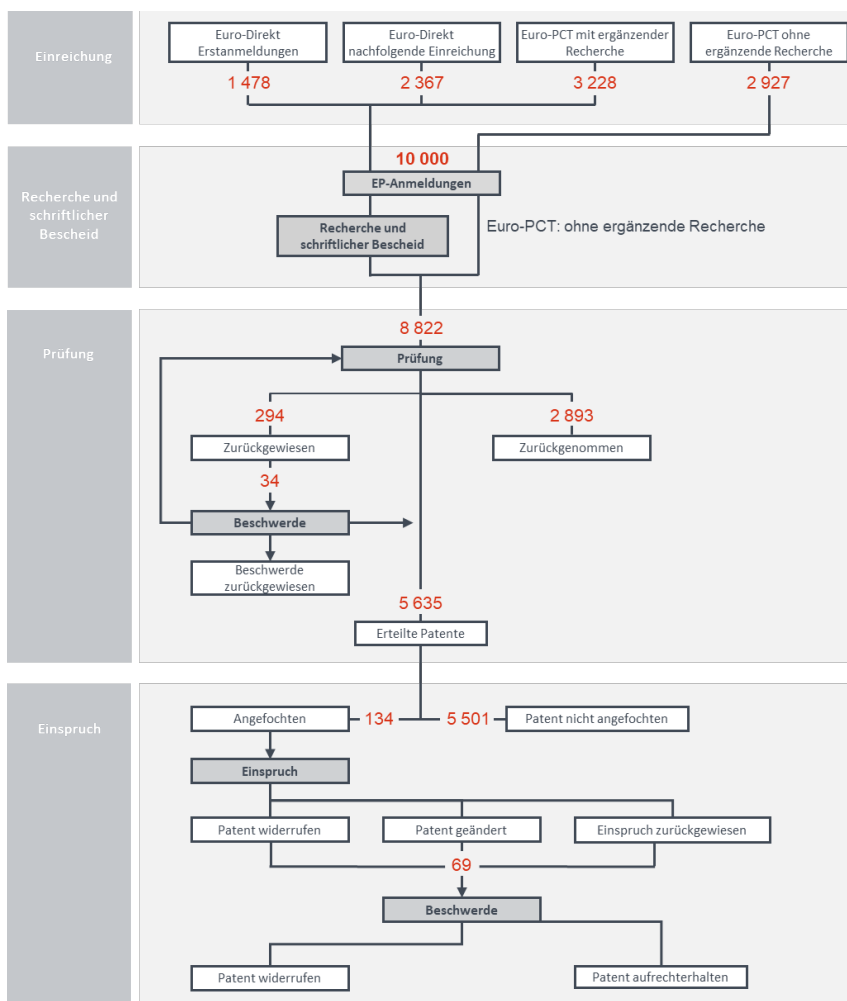 Einreichung
Euro-Direkt
Erstanmeldungen
Euro-Direkt
nachfolgende Einreichung
Euro-PCT mit ergänzender
Recherche
Euro-PCT ohne
ergänzende Recherche
1 478
2 367
3 228
2 927
Recherche und
schriftlicher
Bescheid
10 000
EP-Anmeldungen
Recherche und
schriftlicher Bescheid
Euro-PCT: ohne ergänzende Recherche
Prüfung
8 822
Prüfung
294
2 893
Zurückgewiesen
Zurückgenommen
34
Beschwerde
Beschwerde
zurückgewiesen
5 635
Erteilte Patente
Einspruch
Angefochten
134
5 501
Patent nicht angefochten
Einspruch
Patent widerrufen
Patent geändert
Einspruch zurückgewiesen
69
Beschwerde
Patent widerrufen
Patent aufrechterhalten